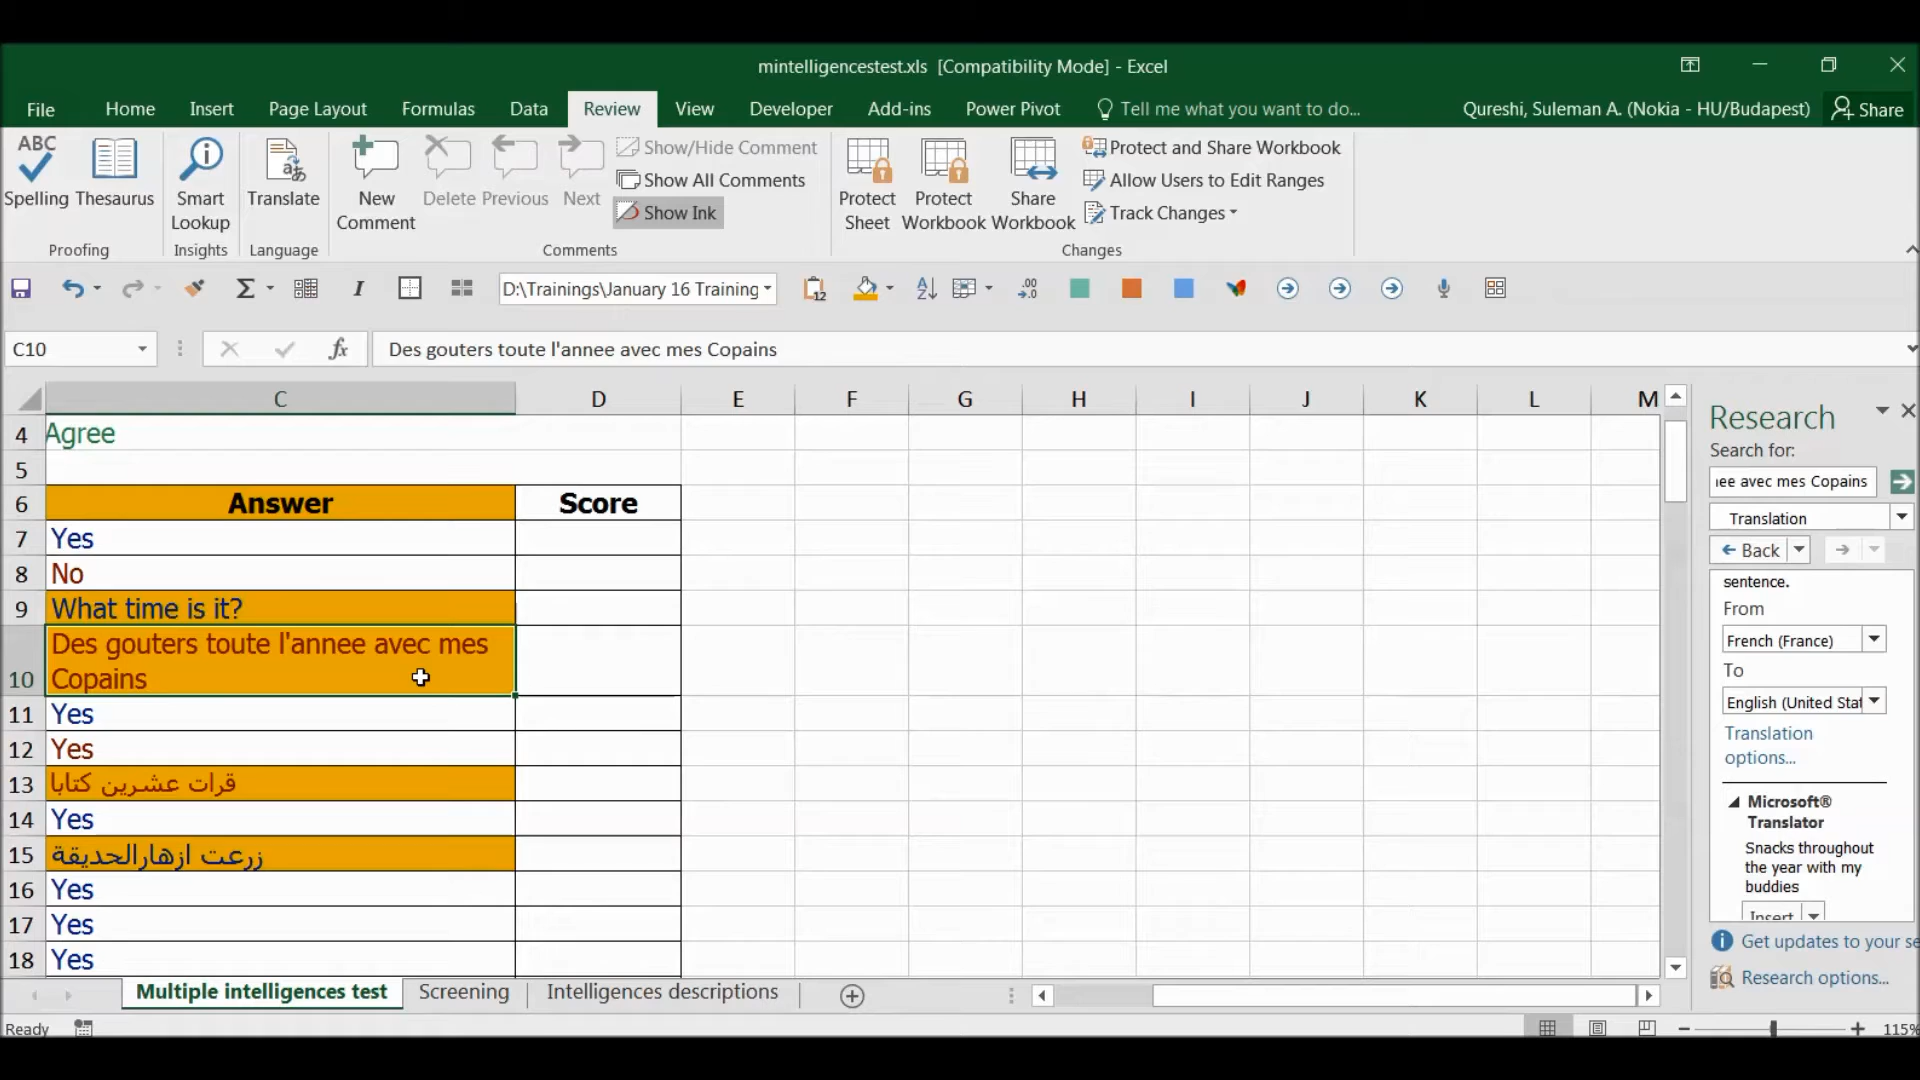 mintelligencestest.xls [Compatibility Mode] - Excel
File Home Insert Page Layout Formulas Data Review View Developer Add-ins Power Pivot Tell me what you want to do... Qureshi, Suleman A. (Nokia - HU/Budapest) Share
ABC
Spelling Thesaurus
Proofing
Smart
Lookup
Insights
Translate
Language
New
Comment
Delete Previous Next
Show/Hide Comment
Show All Comments
Show Ink
Comments
Protect
Sheet
Protect
Workbook
Share
Workbook
Protect and Share Workbook
Allow Users to Edit Ranges
Track Changes
Changes
D:\Trainings\January 16 Training
C10 fx Des gouters toute l'annee avec mes Copains
C D E F G H I J K L M
4 Agree
5
6 Answer Score
7 Yes
8 No
9 What time is it?
Des gouters toute l'annee avec mes
10 Copains
11 Yes
12 Yes
13 قرات عشرين كتابا
14 Yes
15 زرعت ازهارالحديقة
16 Yes
17 Yes
18 Yes
Research
Search for:
avec mes Copains
Translation
Back
sentence.
From
French (France)
To
English (United Stat
Translation
options...
Microsoft®
Translator
Snacks throughout
the year with my
buddies
Insert
Get updates to your se
Research options...
Multiple intelligences test Screening Intelligences descriptions
Ready 115%